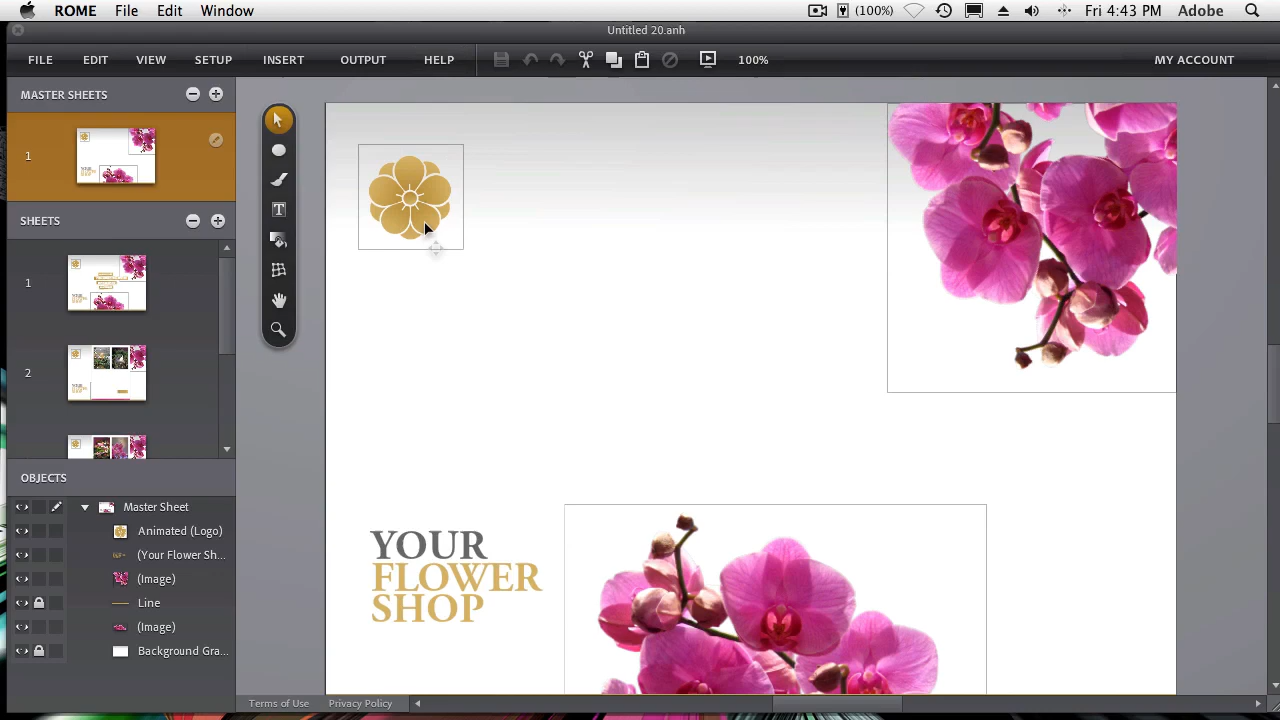 ROME File Edit Window (100%) Fri 4:43 PM Adobe
Untitled 20.anh
FILE EDIT VIEW SETUP INSERT OUTPUT HELP 100% MY ACCOUNT
MASTER SHEETS
1
SHEETS
1
2
OBJECTS
Master Sheet
Animated (Logo)
(Your Flower Sh...
(Image)
Line
(Image)
Background Gra...
T
YOUR
FLOWER
SHOP
Terms of Use Privacy Policy